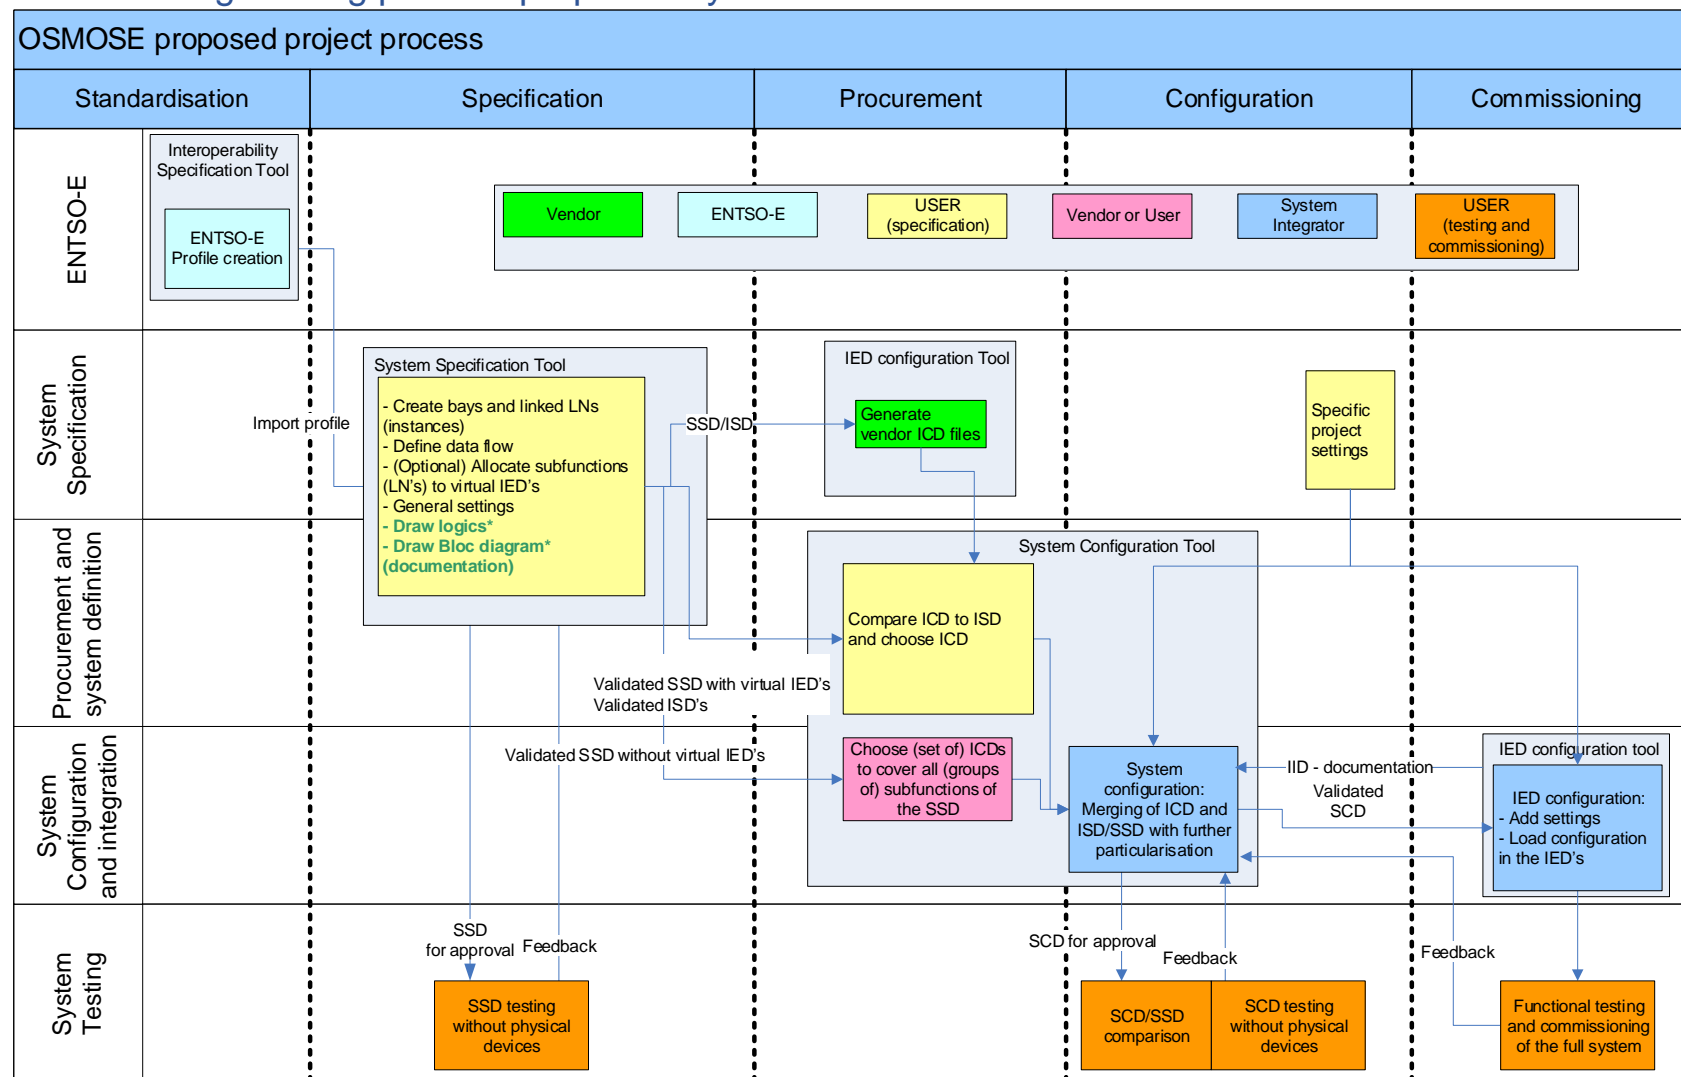 OSMOSE proposed project process
Standardisation
Specification
Procurement
Configuration
Commissioning
ENTSO-E
Interoperability
Specification Tool
ENTSO-E
Profile creation
Vendor
ENTSO-E
USER
(specification)
Vendor or User
System
Integrator
USER
(testing and
commissioning)
System
Specification
Import profile
System Specification Tool
- Create bays and linked LNs
(instances)
- Define data flow
- (Optional) Allocate subfunctions
(LN's) to virtual IED's
- General settings
- Draw logics*
- Draw Bloc diagram*
(documentation)
SSD/ISD
IED configuration Tool
Generate
vendor ICD files
Specific
project
settings
Procurement and
system definition
System Configuration Tool
Compare ICD to ISD
and choose ICD
Validated SSD with virtual IED's
Validated ISD's
System
Configuration
and integration
Validated SSD without virtual IED's
Choose (set of) ICDs
to cover all (groups
of) subfunctions of
the SSD
System
configuration:
Merging of ICD and
ISD/SSD with further
particularisation
IID - documentation
Validated
SCD
IED configuration tool
IED configuration:
- Add settings
- Load configuration
in the IED's
System
Testing
SSD
for approval
Feedback
SSD testing
without physical
devices
SCD for approval
Feedback
SCD/SSD
comparison
SCD testing
without physical
devices
Feedback
Functional testing
and commissioning
of the full system